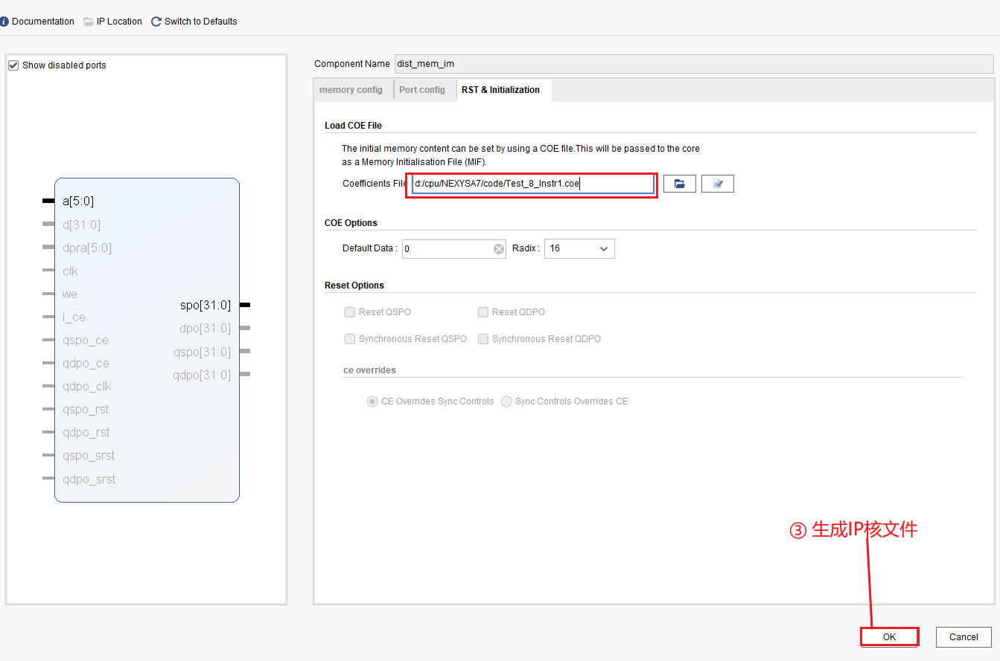 Documentation IP Location Switch to Defaults
Show disabled ports
a[5:0]
d[31:0]
dpra[5:0]
clk
we
i_ce
qspo_ce
qdpo_ce
qdpo_clk
qspo_rst
qdpo_rst
qspo_srst
qdpo_srst
spo[31:0]
dpo[31:0]
qspo[31:0]
qdpo[31:0]
Component Name dist_mem_im
memory config Port config RST & Initialization
Load COE File
The initial memory content can be set by using a COE file.This will be passed to the core
as a Memory Initialisation File (MIF).
Coefficients File d:/cpu/NEXYSA7/code/Test_8_Instr1.coe
COE Options
Default Data : 0 Radix : 16
Reset Options
Reset QSPO Reset QDPO
Synchronous Reset QSPO Synchronous Reset QDPO
ce overrides
CE Overrides Sync Controls Sync Controls Overrides CE
③ 生成IP核文件
OK Cancel